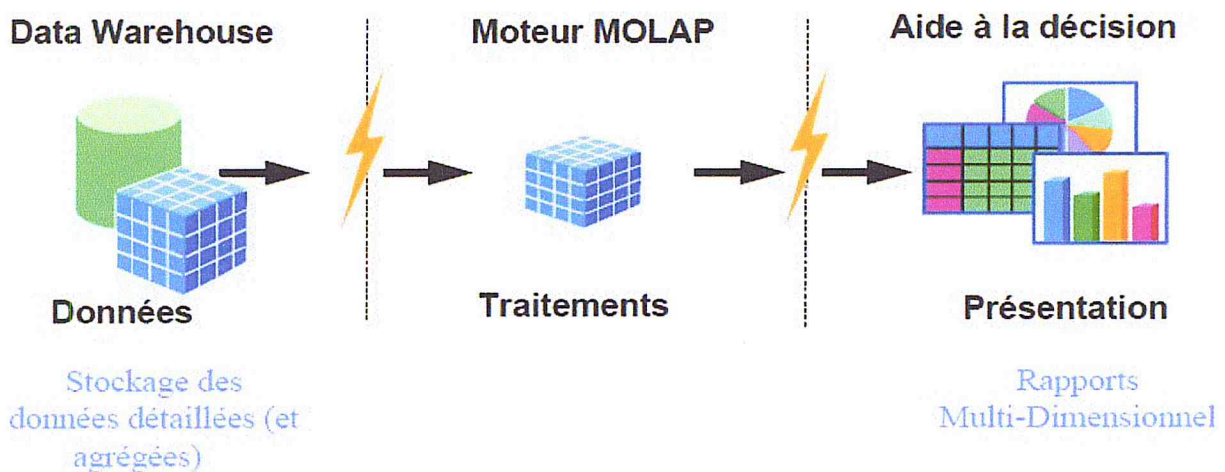 Data Warehouse
Moteur MOLAP
Aide à la décision
Données
Traitements
Présentation
Stockage des
données détaillées (et
agrégées)
Rapports
Multi-Dimensionnel